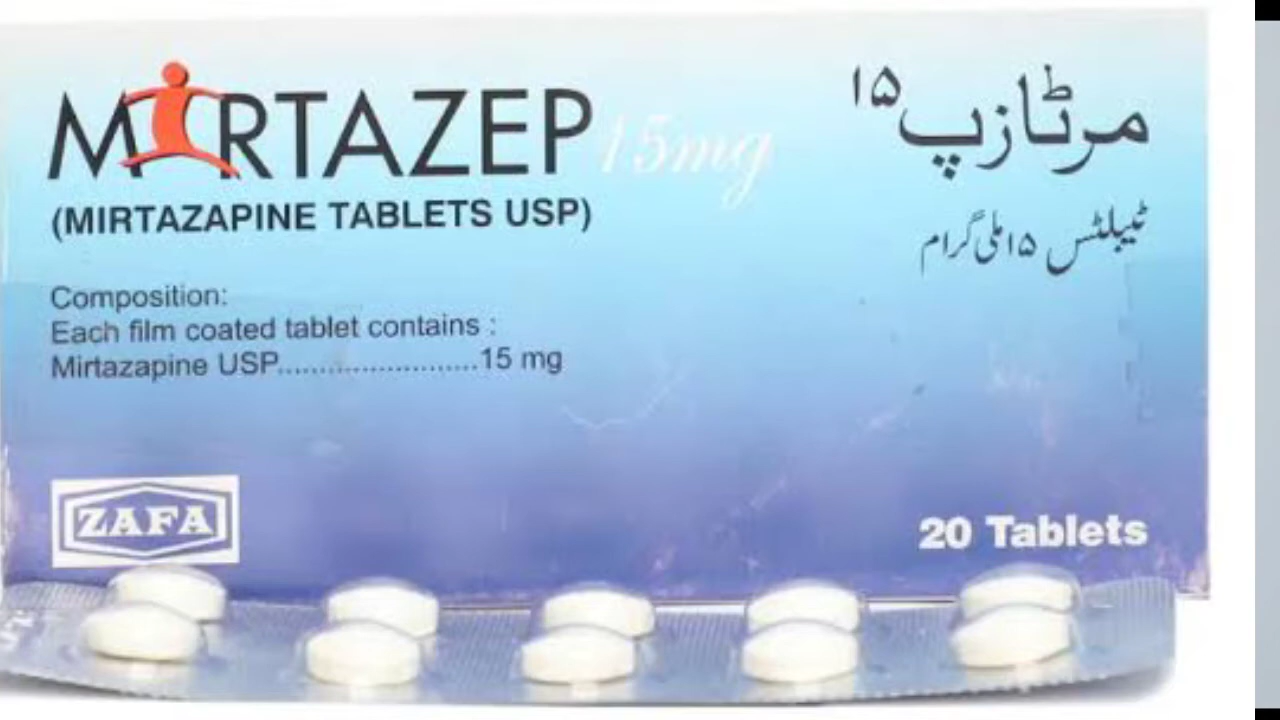 MIRTAZEP 15mg
مرٹازپ ۱۵
(MIRTAZAPINE TABLETS USP)
ٹیبلٹس ۱۵ ملی گرام
Composition:
Each film coated tablet contains :
Mirtazapine USP.......................15 mg
ZAFA
20 Tablets